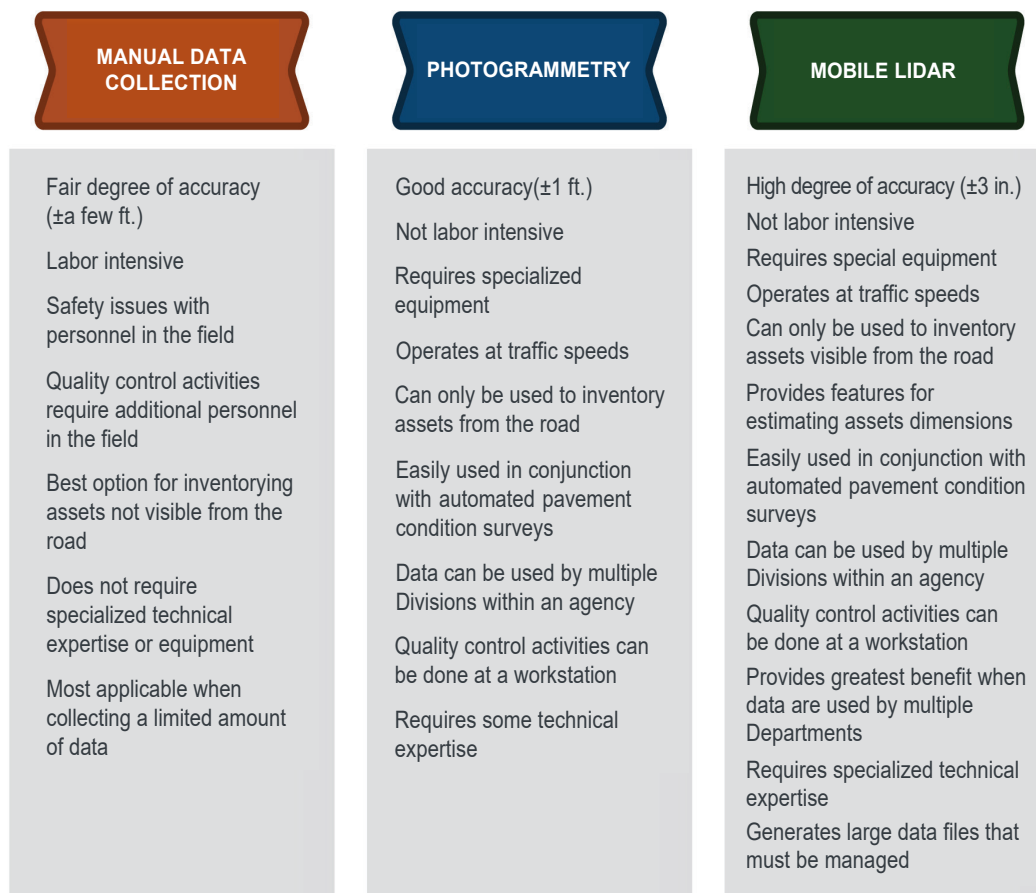 MANUAL DATA
COLLECTION
Fair degree of accuracy
(±a few ft.)
Labor intensive
Safety issues with
personnel in the field
Quality control activities
require additional personnel
in the field
Best option for inventorying
assets not visible from the
road
Does not require
specialized technical
expertise or equipment
Most applicable when
collecting a limited amount
of data
PHOTOGRAMMETRY
Good accuracy(±1 ft.)
Not labor intensive
Requires specialized
equipment
Operates at traffic speeds
Can only be used to inventory
assets from the road
Easily used in conjunction
with automated pavement
condition surveys
Data can be used by multiple
Divisions within an agency
Quality control activities can
be done at a workstation
Requires some technical
expertise
MOBILE LIDAR
High degree of accuracy (±3 in.)
Not labor intensive
Requires special equipment
Operates at traffic speeds
Can only be used to inventory
assets visible from the road
Provides features for
estimating assets dimensions
Easily used in conjunction with
automated pavement condition
surveys
Data can be used by multiple
Divisions within an agency
Quality control activities can
be done at a workstation
Provides greatest benefit when
data are used by multiple
Departments
Requires specialized technical
expertise
Generates large data files that
must be managed